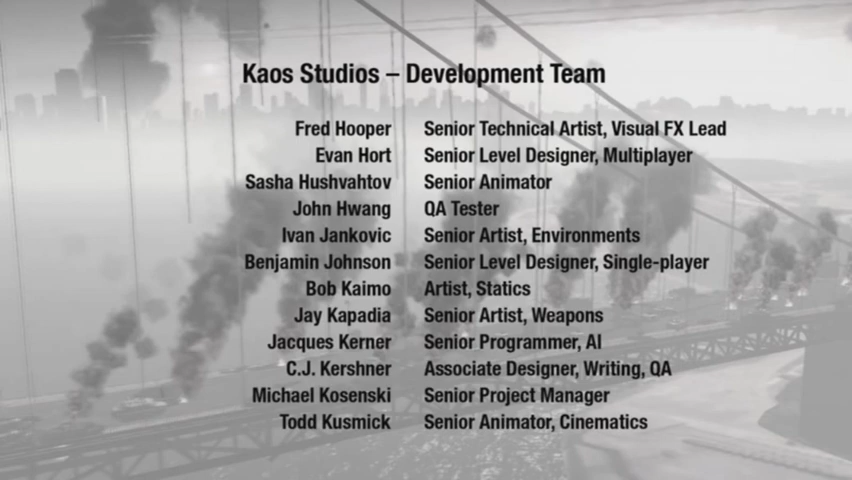 Kaos Studios – Development Team
Fred Hooper Senior Technical Artist, Visual FX Lead
Evan Hort Senior Level Designer, Multiplayer
Sasha Hushvahtov Senior Animator
John Hwang QA Tester
Ivan Jankovic Senior Artist, Environments
Benjamin Johnson Senior Level Designer, Single-player
Bob Kaimo Artist, Statics
Jay Kapadia Senior Artist, Weapons
Jacques Kerner Senior Programmer, AI
C.J. Kershner Associate Designer, Writing, QA
Michael Kosenski Senior Project Manager
Todd Kusmick Senior Animator, Cinematics